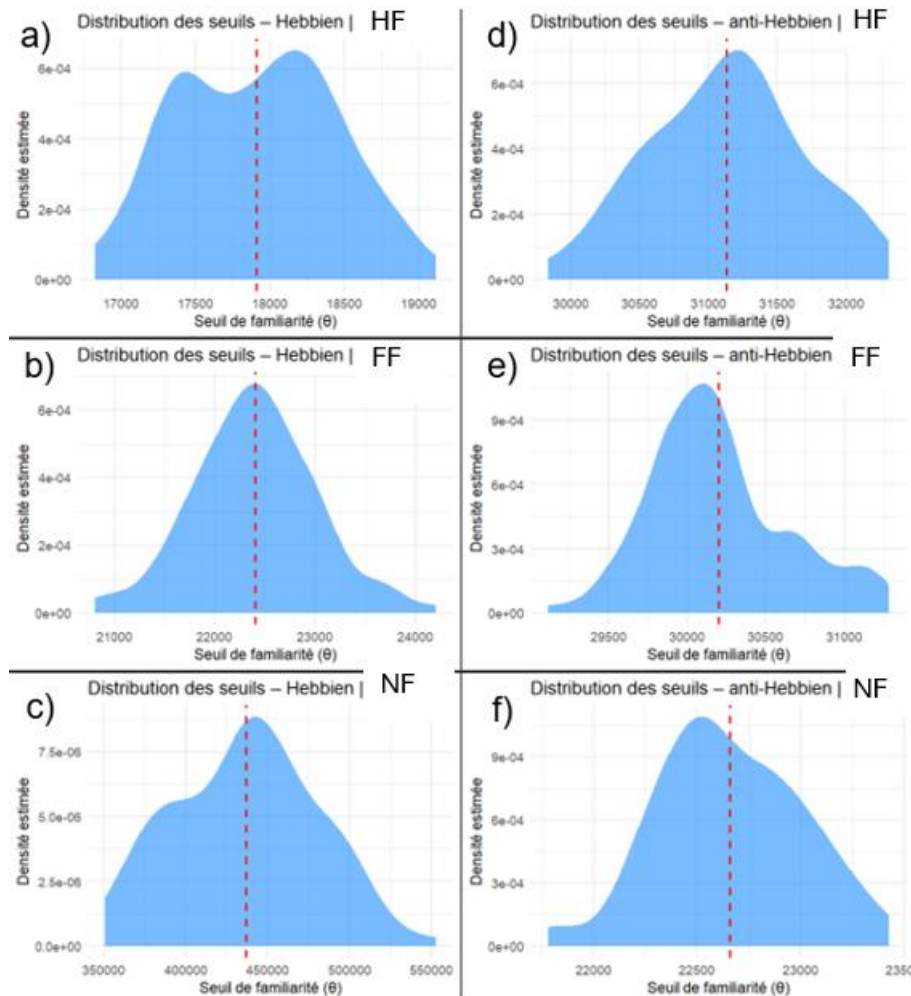 a)
Distribution des seuils – Hebbien | HF
Densité estimée
6e-04
4e-04
2e-04
0e+00
17000 17500 18000 18500 19000
Seuil de familiarité (θ)
d)
Distribution des seuils – anti-Hebbien | HF
Densité estimée
6e-04
4e-04
2e-04
0e+00
30000 30500 31000 31500 32000
Seuil de familiarité (θ)
b)
Distribution des seuils – Hebbien | FF
Densité estimée
6e-04
4e-04
2e-04
0e+00
21000 22000 23000 24000
Seuil de familiarité (θ)
e)
Distribution des seuils – anti-Hebbien FF
Densité estimée
9e-04
6e-04
3e-04
0e+00
29500 30000 30500 31000
Seuil de familiarité (θ)
c)
Distribution des seuils – Hebbien | NF
Densité estimée
7.5e-06
5.0e-06
2.5e-06
0.0e+00
350000 400000 450000 500000 550000
Seuil de familiarité (θ)
f)
Distribution des seuils – anti-Hebbien | NF
Densité estimée
9e-04
6e-04
3e-04
0e+00
22000 22500 23000 2350
Seuil de familiarité (θ)